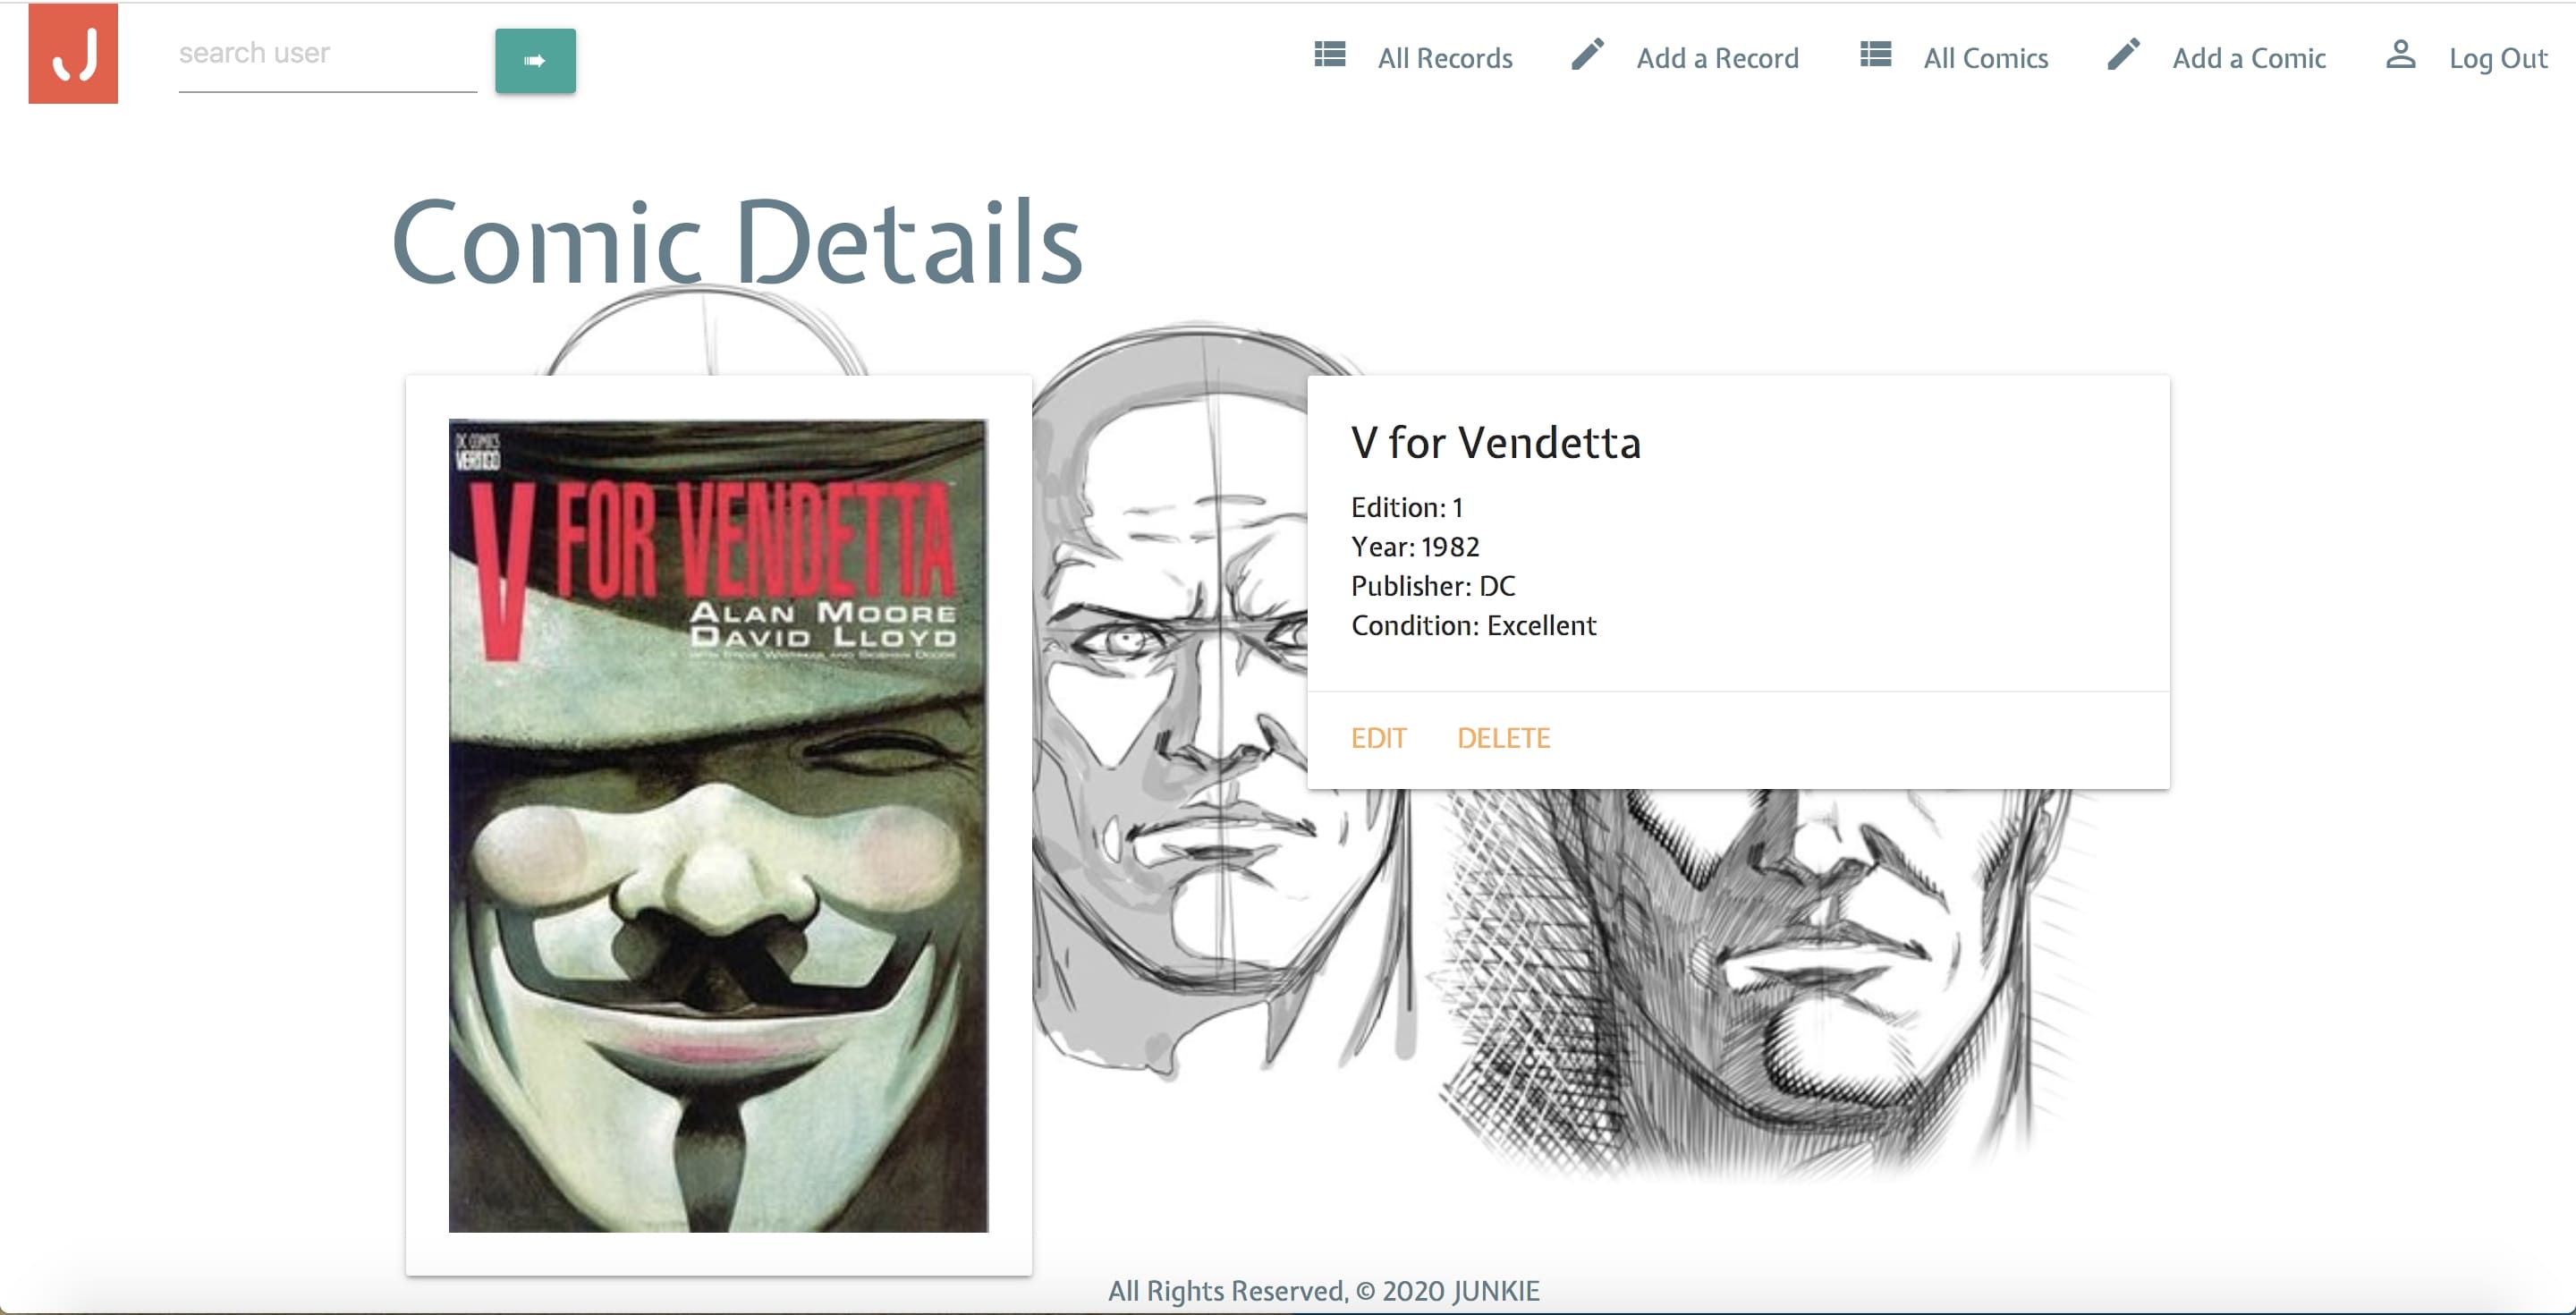 J
search user
All Records
Add a Record
All Comics
Add a Comic
Log Out
Comic Details
DC COMICS
VERTIGO
V FOR VENDETTA
ALAN MOORE
DAVID LLOYD
V for Vendetta
Edition: 1
Year: 1982
Publisher: DC
Condition: Excellent
EDIT
DELETE
All Rights Reserved, © 2020 JUNKIE